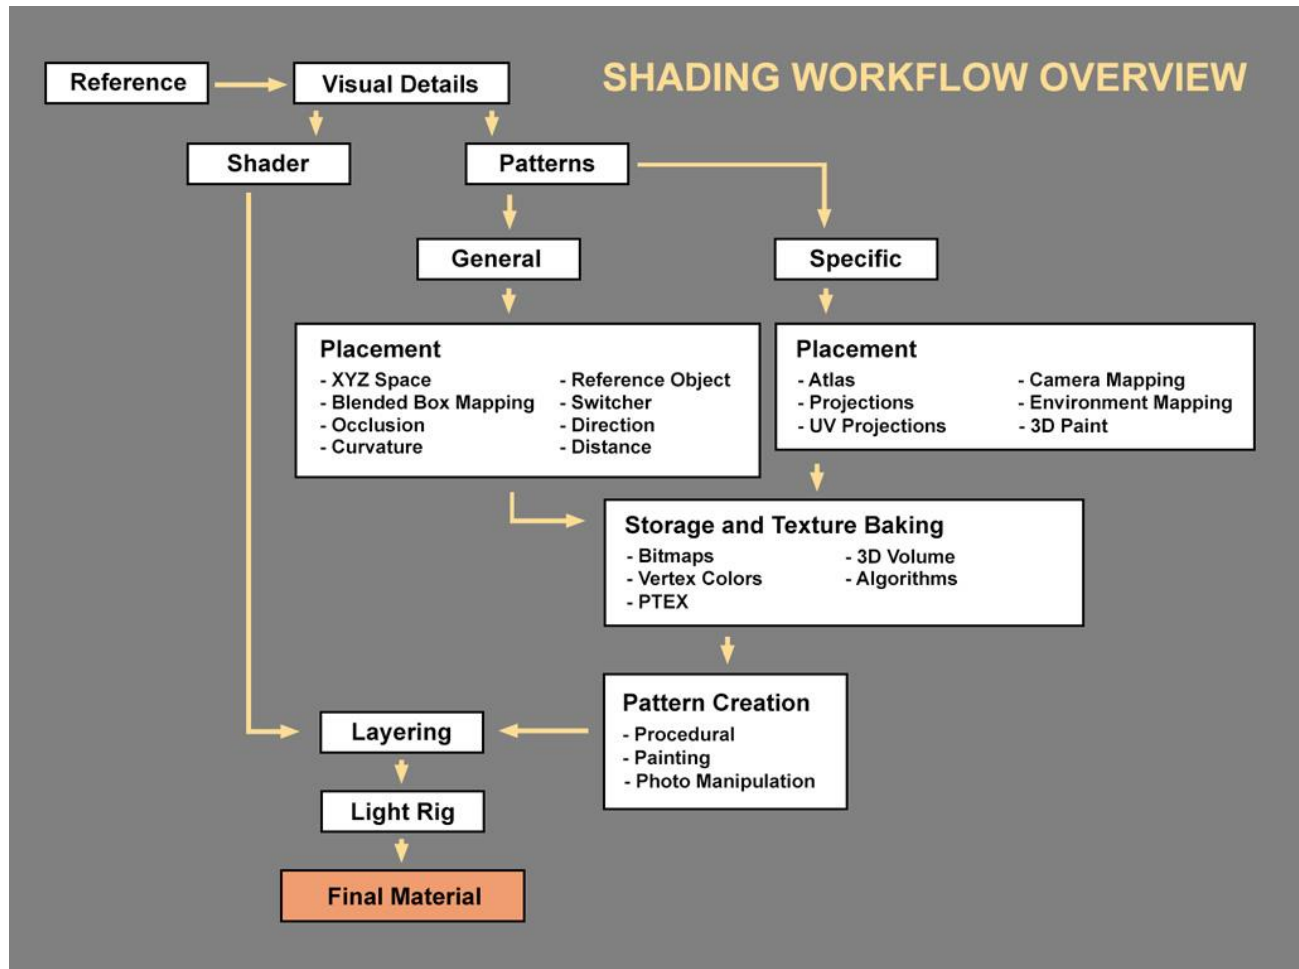 SHADING WORKFLOW OVERVIEW
Reference
Visual Details
Shader
Patterns
General
Specific
Placement
- XYZ Space
- Blended Box Mapping
- Occlusion
- Curvature
- Reference Object
- Switcher
- Direction
- Distance
Placement
- Atlas
- Projections
- UV Projections
- Camera Mapping
- Environment Mapping
- 3D Paint
Storage and Texture Baking
- Bitmaps
- Vertex Colors
- PTEX
- 3D Volume
- Algorithms
Pattern Creation
- Procedural
- Painting
- Photo Manipulation
Layering
Light Rig
Final Material